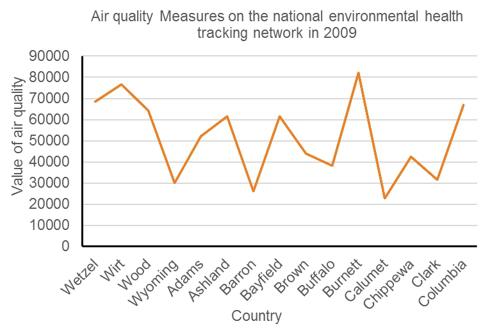 Air quality Measures on the national environmental health
tracking network in 2009
Value of air quality
90000
80000
70000
60000
50000
40000
30000
20000
10000
0
Wetzel
Wirt
Wood
Wyoming
Adams
Ashland
Barron
Bayfield
Brown
Buffalo
Burnett
Calumet
Chippewa
Clark
Columbia
Country